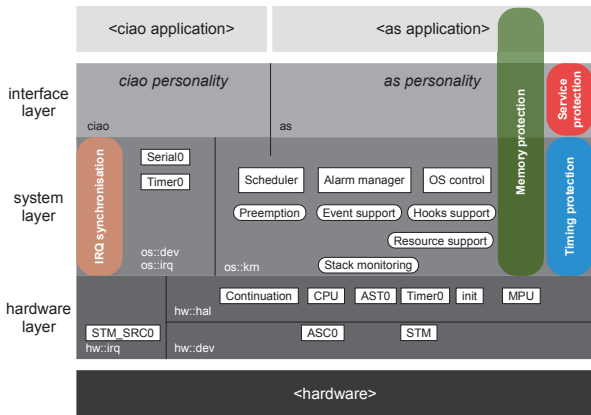 <ciao application>
<as application>
interface
layer
ciao personality
as personality
ciao
as
Memory protection
Service
protection
system
layer
IRQ synchronisation
Serial0
Timer0
os::dev
os::irq
Scheduler
Alarm manager
OS control
Preemption
Event support
Hooks support
Resource support
Stack monitoring
os::krn
Timing protection
hardware
layer
Continuation
CPU
AST0
Timer0
init
MPU
hw::hal
STM_SRC0
hw::irq
ASC0
STM
hw::dev
<hardware>